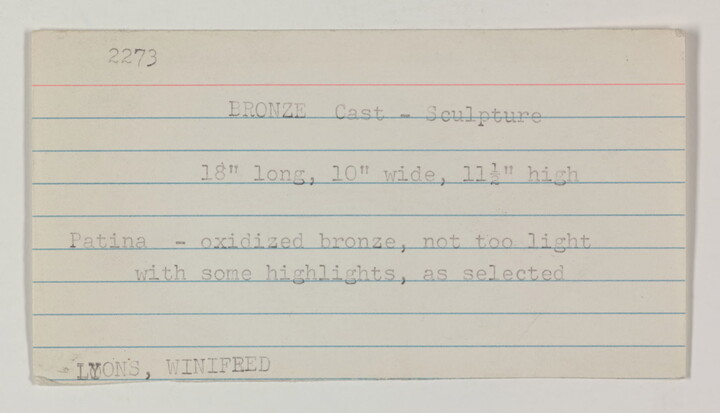 2273
BRONZE Cast - Sculpture
18" long, 10" wide, 11½" high
Patina - oxidized bronze, not too light
with some highlights, as selected
LYONS, WINIFRED